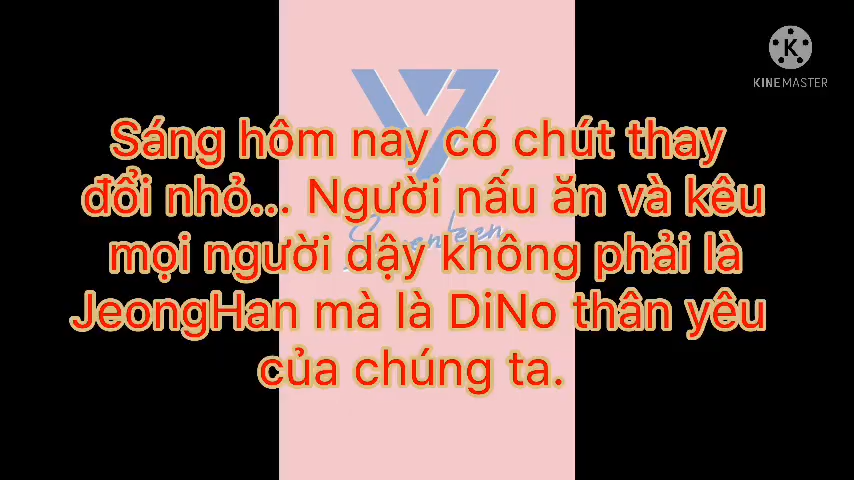 KINEMASTER
Sáng hôm nay có chút thay
đổi nhỏ... Người nấu ăn và kêu
mọi người dậy không phải là
JeongHan mà là DiNo thân yêu
của chúng ta.
Seventeen